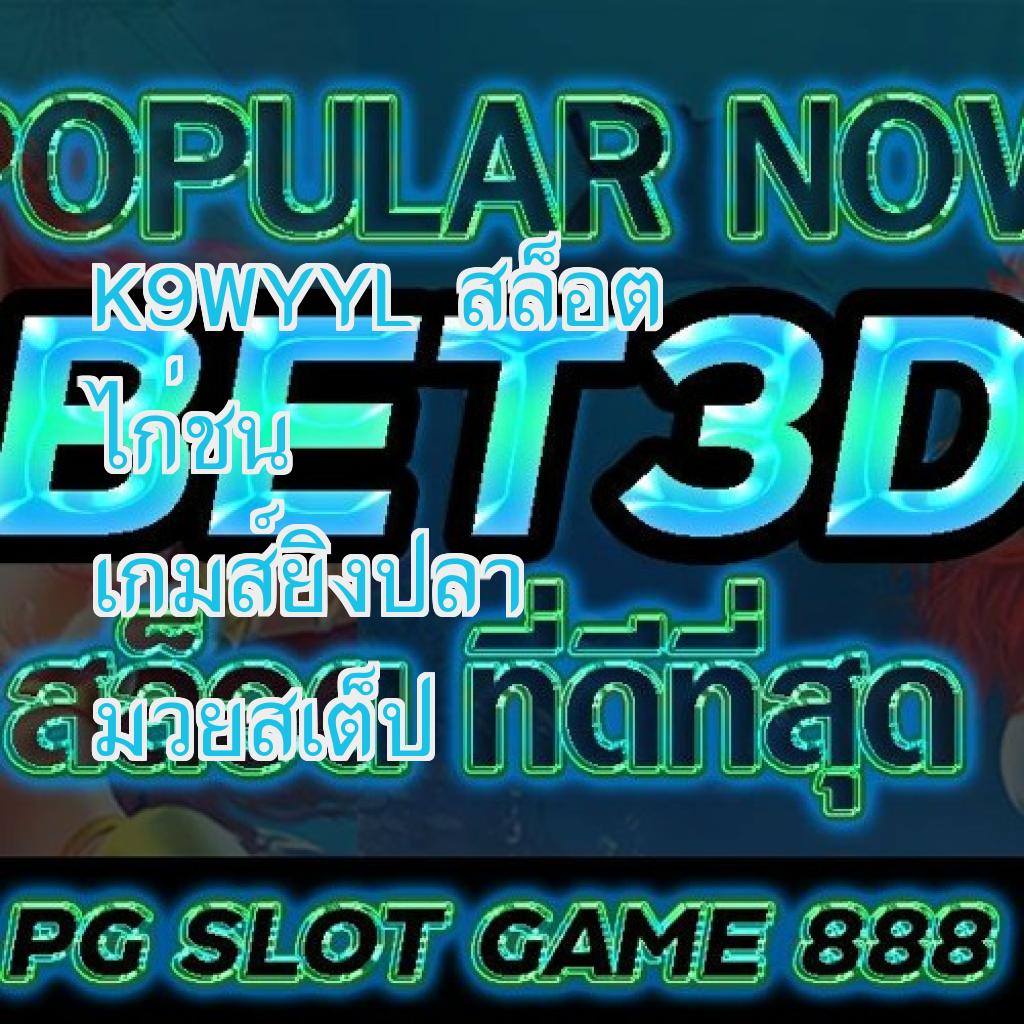 POPULAR NOW
K9WYYL สล็อต
BET3D
ไก่ชน
เกมส์ยิงปลา
สล็อต ที่ดีที่สุด
มวยสเต็ป
PG SLOT GAME 888